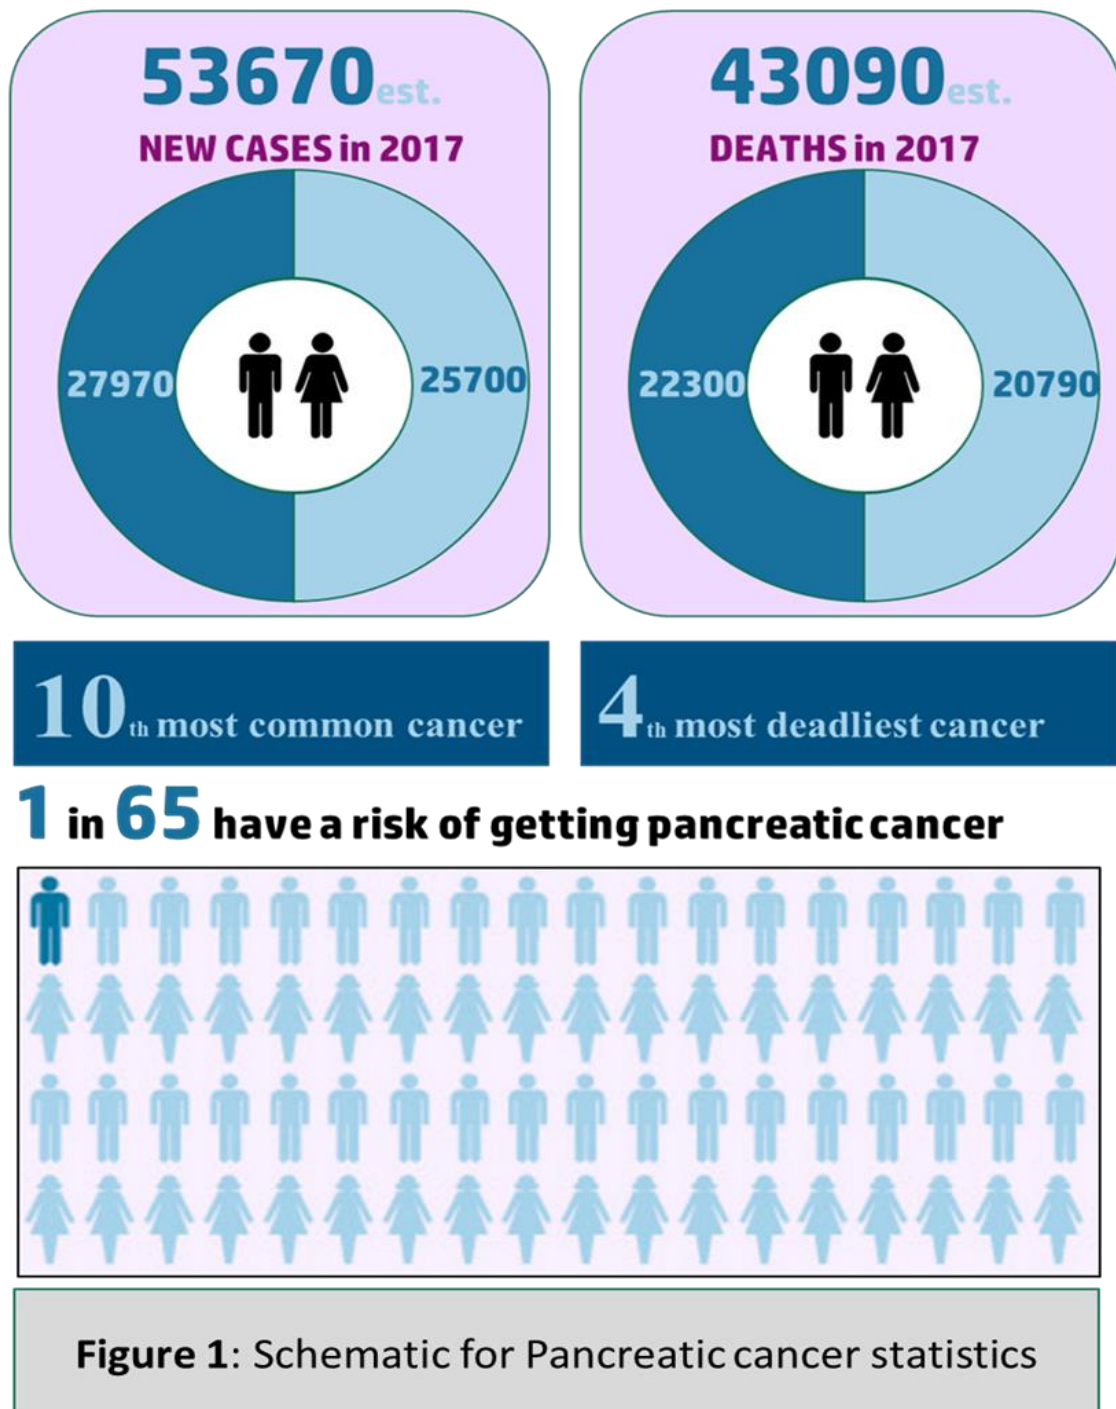 53670est.
NEW CASES in 2017
27970
25700
43090est.
DEATHS in 2017
22300
20790
10th most common cancer
4th most deadliest cancer
1 in 65 have a risk of getting pancreatic cancer
Figure 1: Schematic for Pancreatic cancer statistics